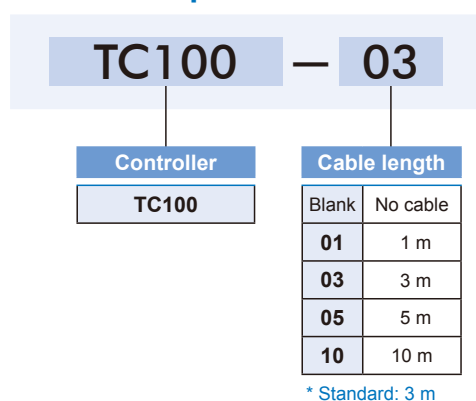 TC100 — 03
Controller Cable length
TC100 Blank No cable
01 1 m
03 3 m
05 5 m
10 10 m
* Standard: 3 m